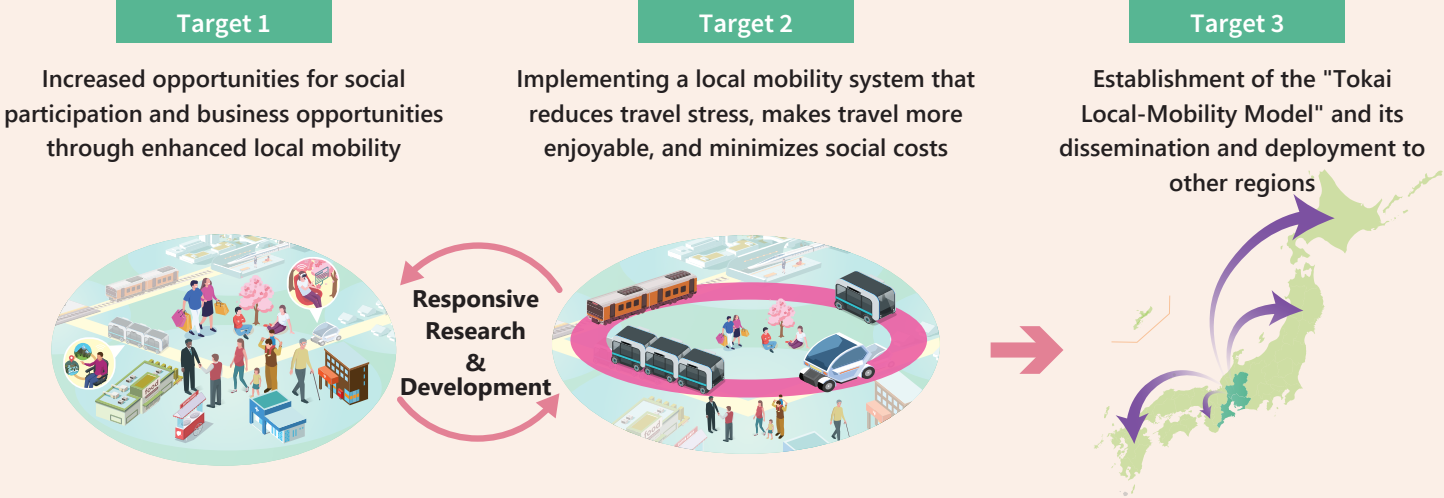 Target 1
Increased opportunities for social
participation and business opportunities
through enhanced local mobility
Target 2
Implementing a local mobility system that
reduces travel stress, makes travel more
enjoyable, and minimizes social costs
Target 3
Establishment of the "Tokai
Local-Mobility Model" and its
dissemination and deployment to
other regions
Responsive
Research
&
Development
food